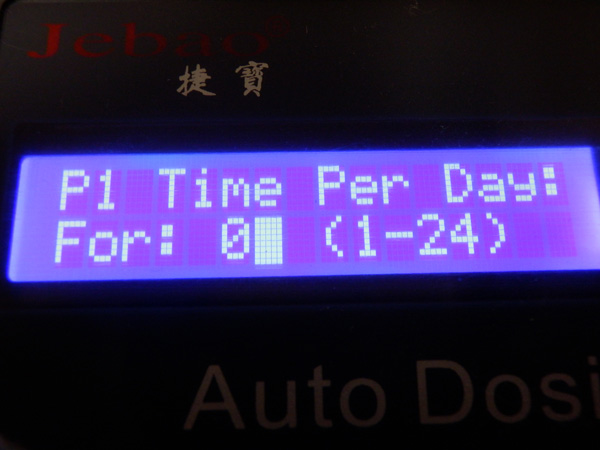 Jebao®
捷寶
P1 Time Per Day:
For: 0 (1-24)
Auto Dosi